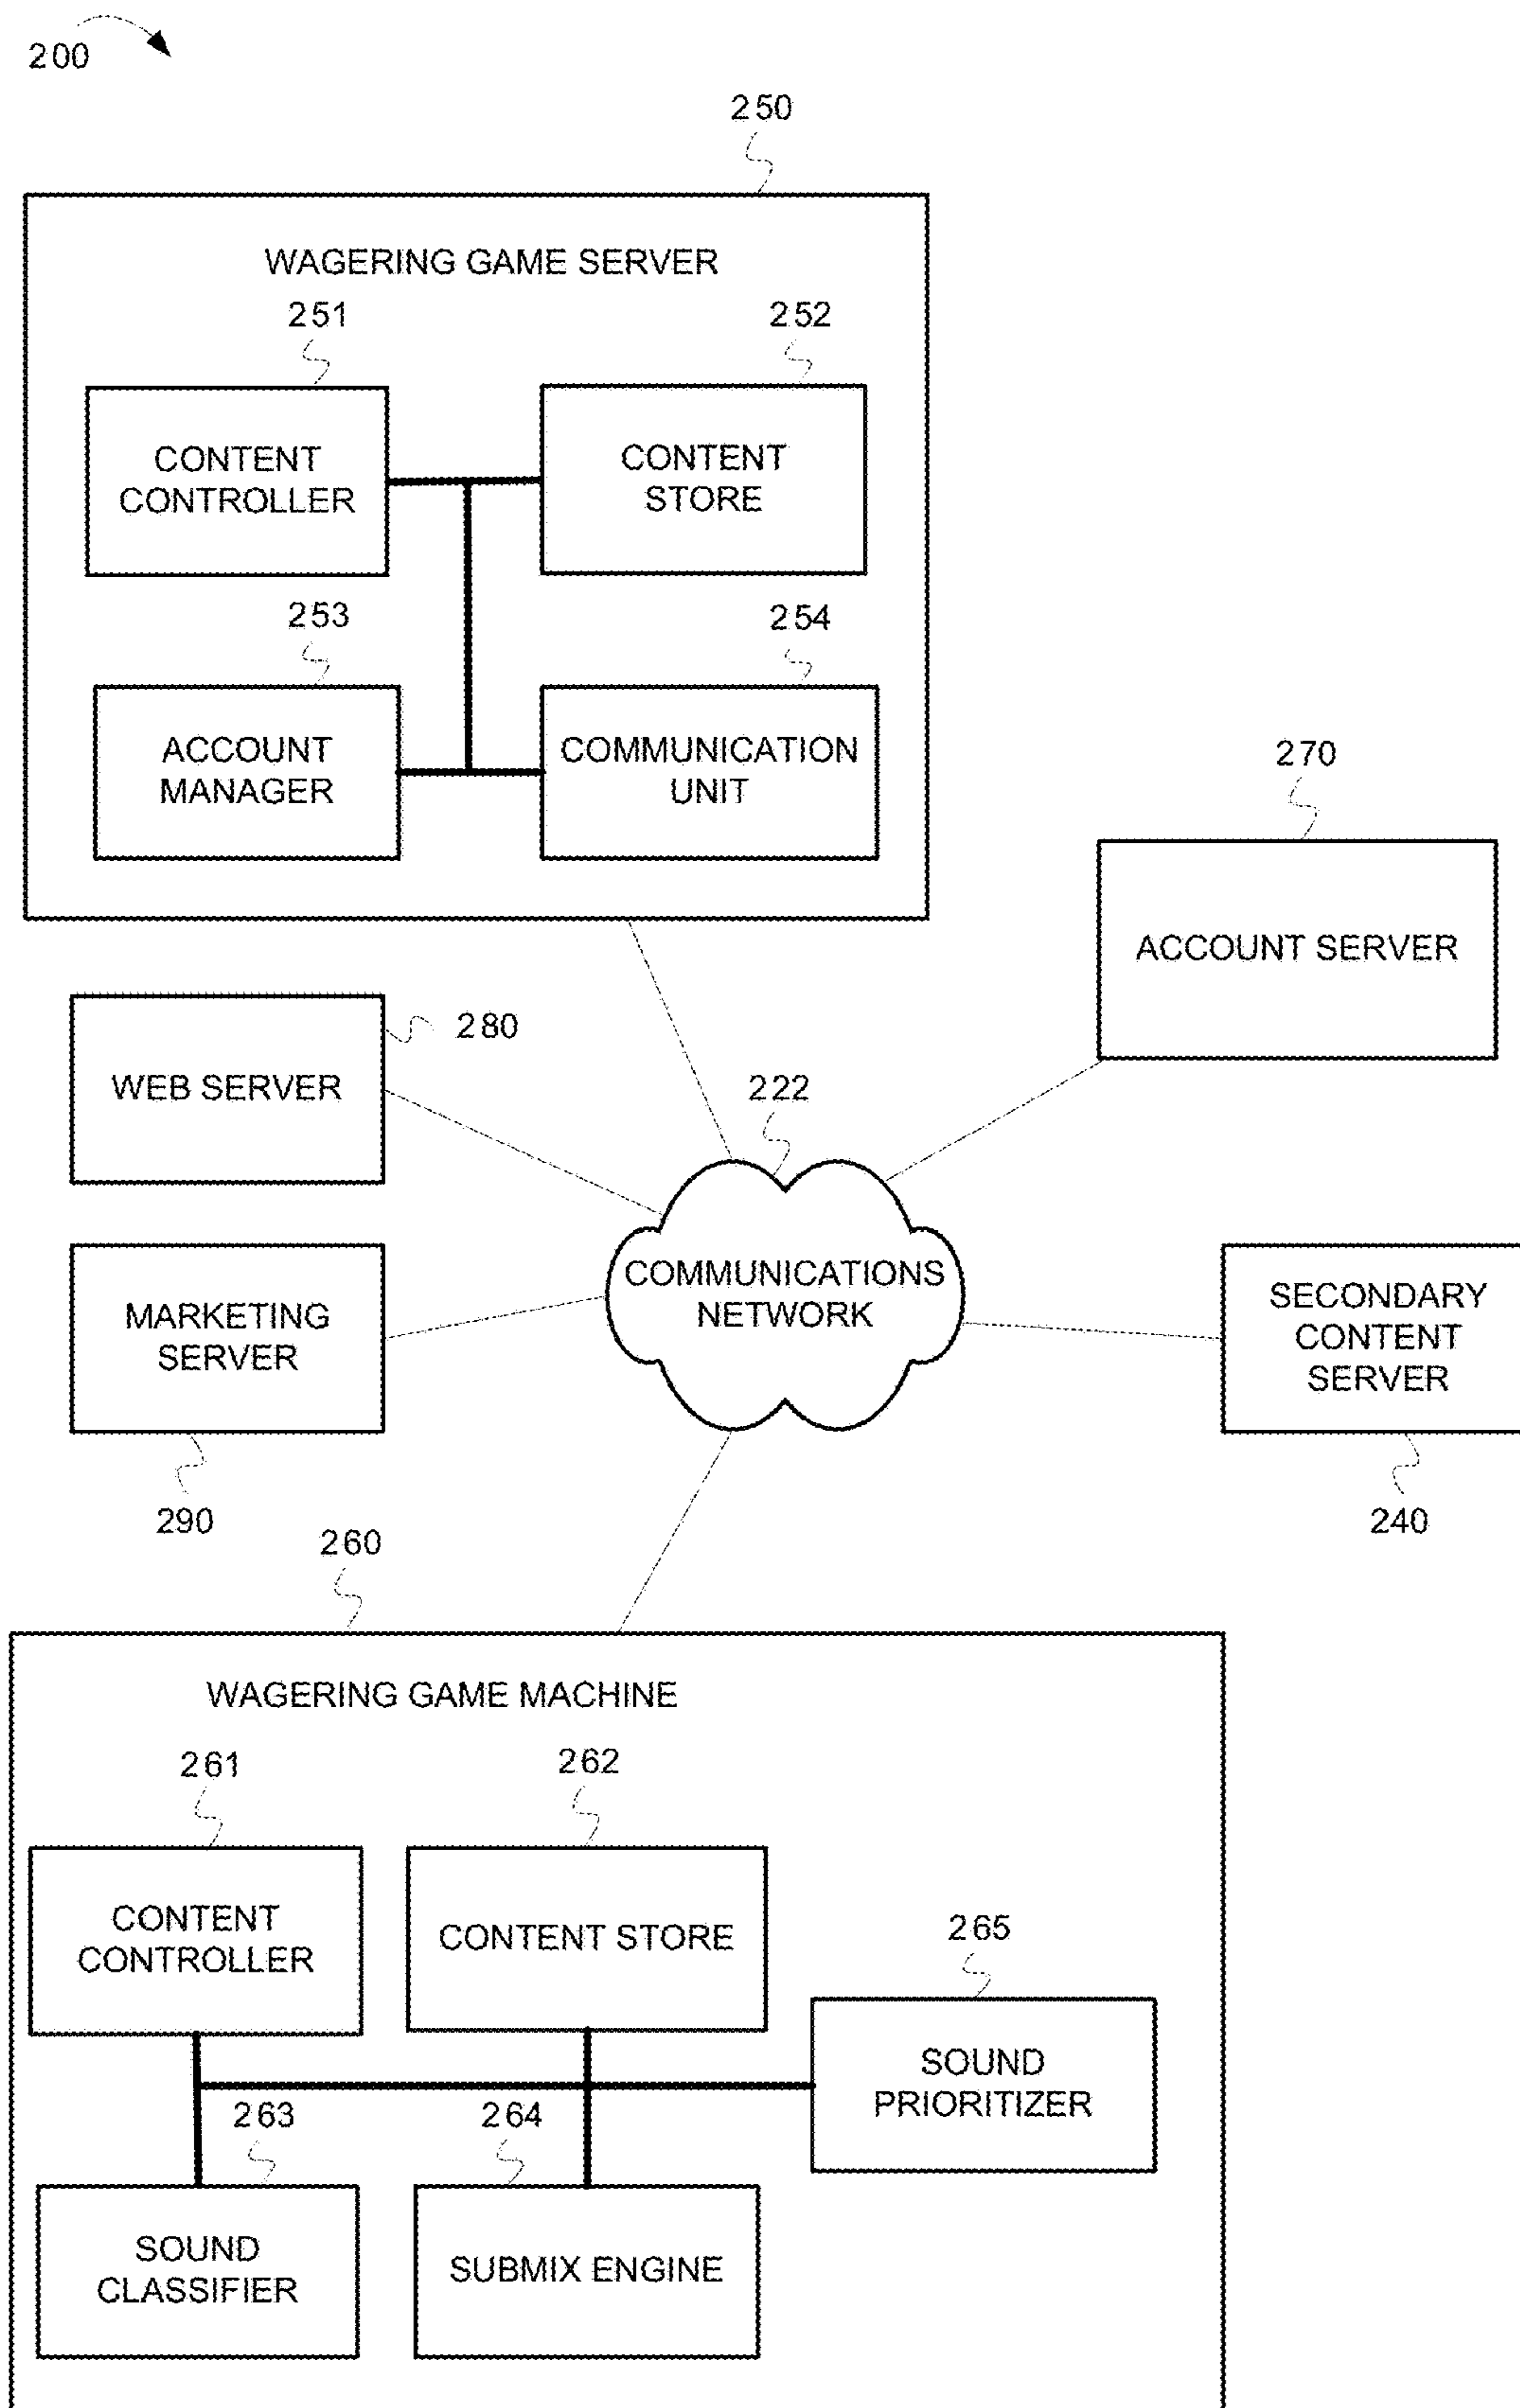 200
250
WAGERING GAME SERVER
251
252
CONTENT
CONTROLLER
CONTENT
STORE
253
254
ACCOUNT
MANAGER
COMMUNICATION
UNIT
270
ACCOUNT SERVER
280
WEB SERVER
222
COMMUNICATIONS
NETWORK
MARKETING
SERVER
SECONDARY
CONTENT
SERVER
290
240
260
WAGERING GAME MACHINE
261
262
CONTENT
CONTROLLER
CONTENT STORE
265
SOUND
PRIORITIZER
263
264
SOUND
CLASSIFIER
SUBMIX ENGINE